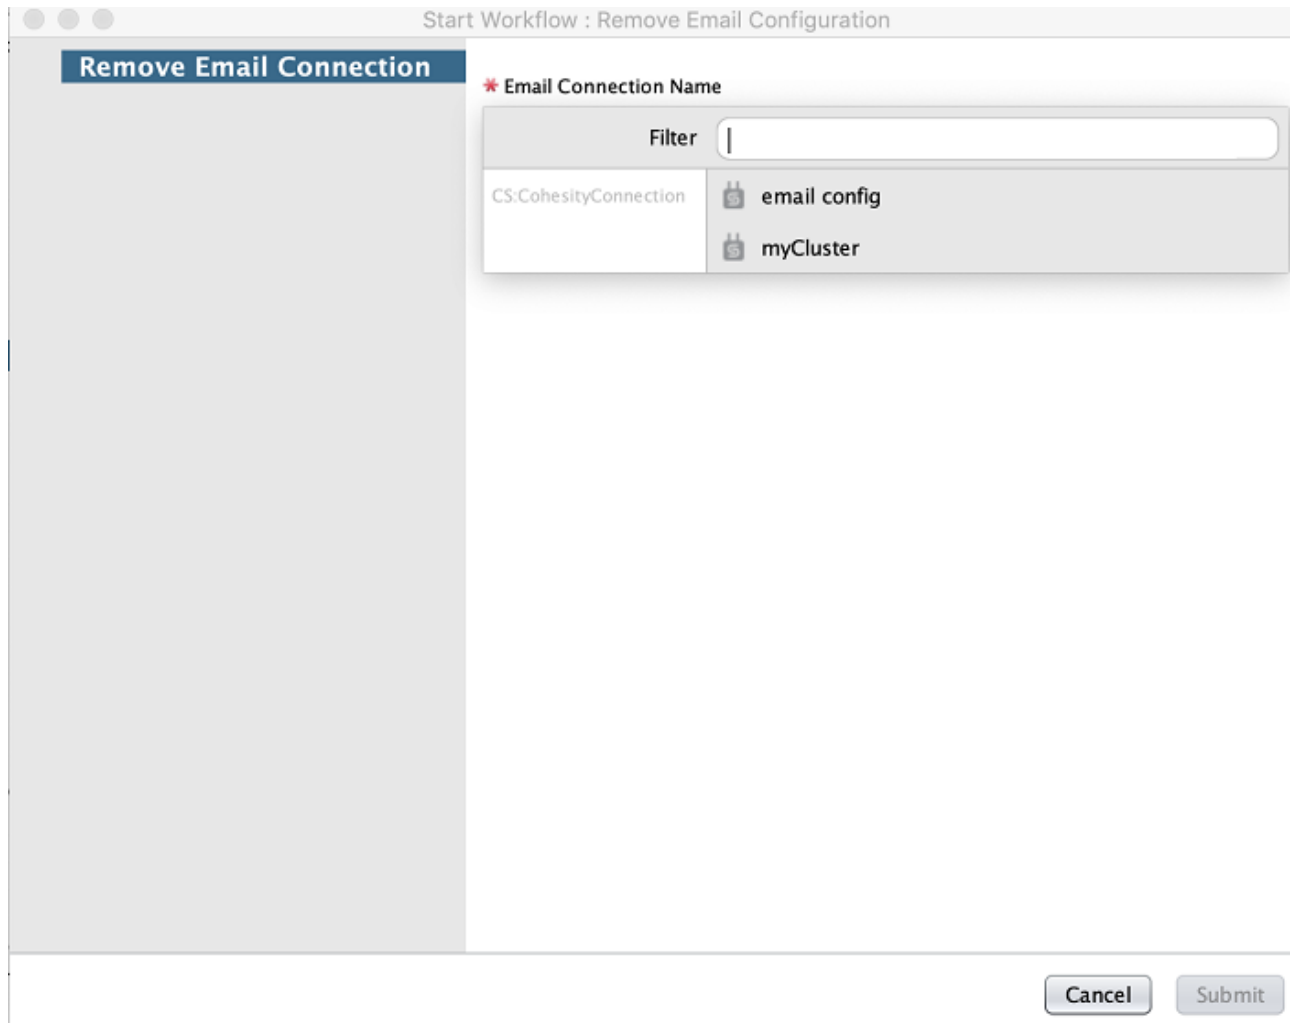 Start Workflow : Remove Email Configuration
Remove Email Connection
* Email Connection Name
Filter
CS:CohesityConnection
email config
myCluster
Cancel
Submit